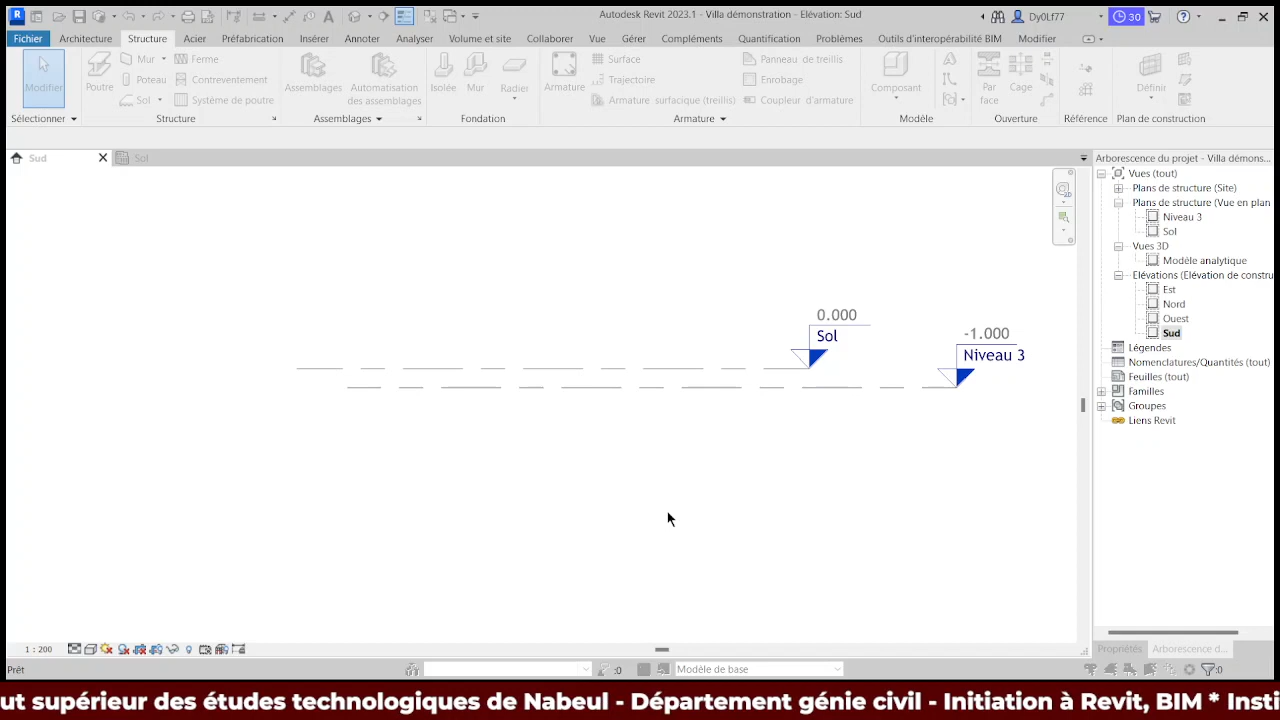 Autodesk Revit 2023.1 - Villa démonstration - Elévation: Sud
Dy0Lf77
30
Fichier Architecture Structure Acier Préfabrication Insérer Annoter Analyser Volume et site Collaborer Vue Gérer Compléments Quantification Problèmes Outils d'interopérabilité BIM Modifier
Modifier
Sélectionner
Poutre
Mur
Poteau
Sol
Ferme
Contreventement
Système de poutre
Structure
Assemblages
Automatisation
des assemblages
Assemblages
Isolée
Mur
Radier
Fondation
Armature
Surface
Trajectoire
Armature surfacique (treillis)
Panneau de treillis
Enrobage
Coupleur d'armature
Armature
Composant
Modèle
Par
face
Cage
Ouverture
Référence
Définir
Plan de construction
Sud
Sol
0.000
Sol
-1.000
Niveau 3
Arborescence du projet - Villa démons...
Vues (tout)
Plans de structure (Site)
Plans de structure (Vue en plan
Niveau 3
Sol
Vues 3D
Modèle analytique
Elévations (Elévation de constru
Est
Nord
Ouest
Sud
Légendes
Nomenclatures/Quantités (tout)
Feuilles (tout)
Familles
Groupes
Liens Revit
1 : 200
Propriétés Arborescence d...
Prêt
:0
Modèle de base
:0
ut supérieur des études technologiques de Nabeul - Département génie civil - Initiation à Revit, BIM * Insti